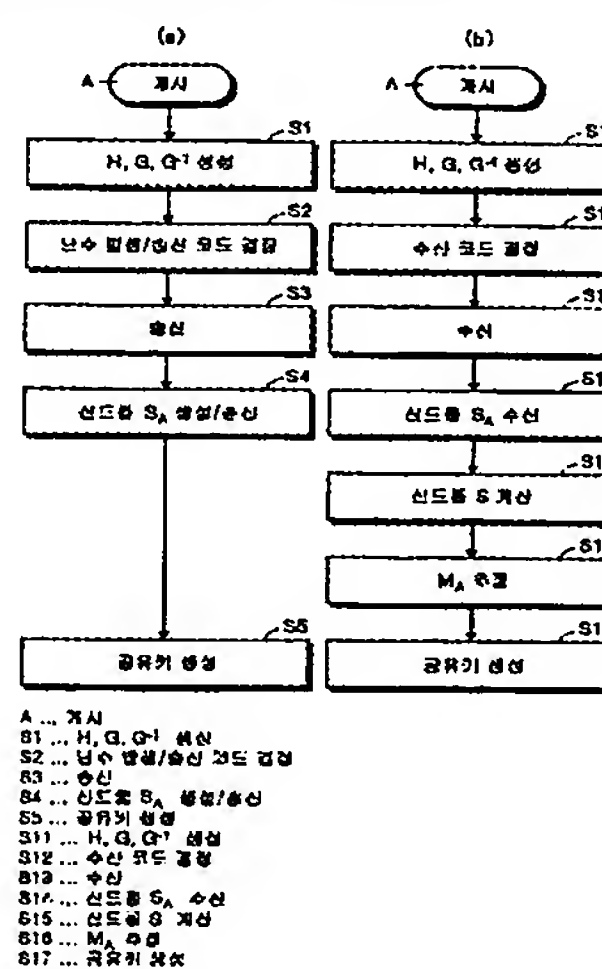 (a)
A
개시
S1
H, G, G-1 생성
S2
난수 발생/송신 코드 결정
S3
송신
S4
신드롬 SA 생성/송신
S5
공유키 생성
(b)
A
개시
S1
H, G, G-1 생성
S1
수신 코드 결정
S1
수신
S1
신드롬 SA 수신
S1
신드롬 S 계산
S1
MA 추정
S1
공유키 생성
A ... 개시
S1 ... H, G, G-1 생성
S2 ... 난수 발생/송신 코드 결정
S3 ... 송신
S4 ... 신드롬 SA 생성/송신
S5 ... 공유키 생성
S11 ... H, G, G-1 생성
S12 ... 수신 코드 결정
S13 ... 수신
S14 ... 신드롬 SA 수신
S15 ... 신드롬 S 계산
S16 ... MA 추정
S17 ... 공유키 생성